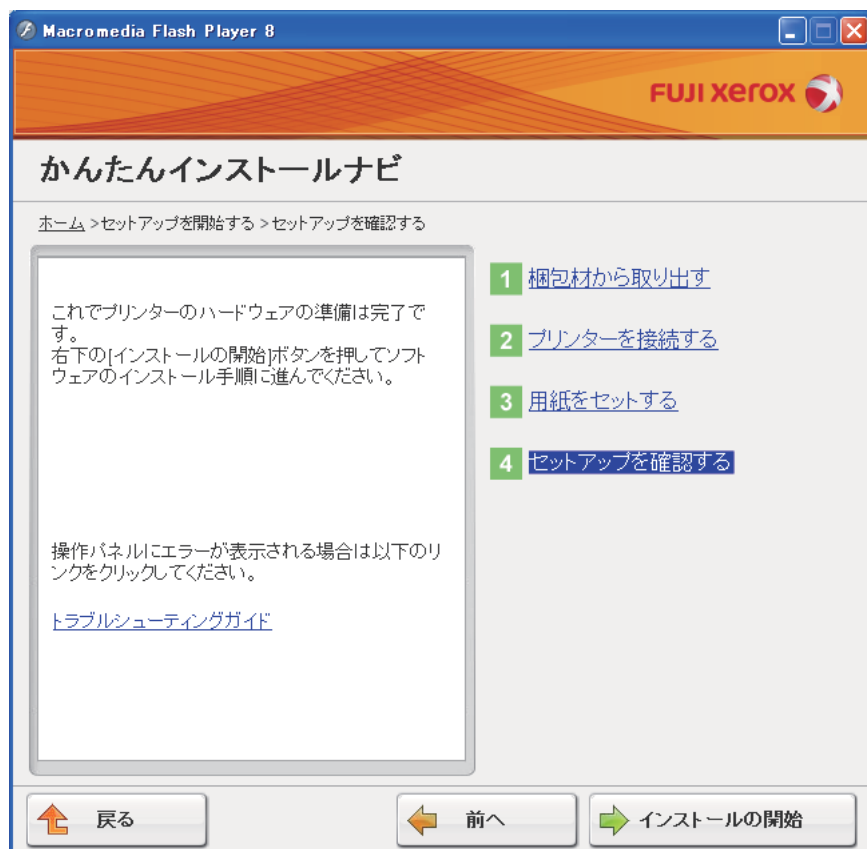 Macromedia Flash Player 8
FUJI xerox
かんたんインストールナビ
ホーム >セットアップを開始する >セットアップを確認する
これでプリンターのハードウェアの準備は完了で
す。
右下の[インストールの開始]ボタンを押してソフト
ウェアのインストール手順に進んでください。
操作パネルにエラーが表示される場合は以下のリ
ンクをクリックしてください。
トラブルシューティングガイド
1 梱包材から取り出す
2 プリンターを接続する
3 用紙をセットする
4 セットアップを確認する
戻る
前へ
インストールの開始